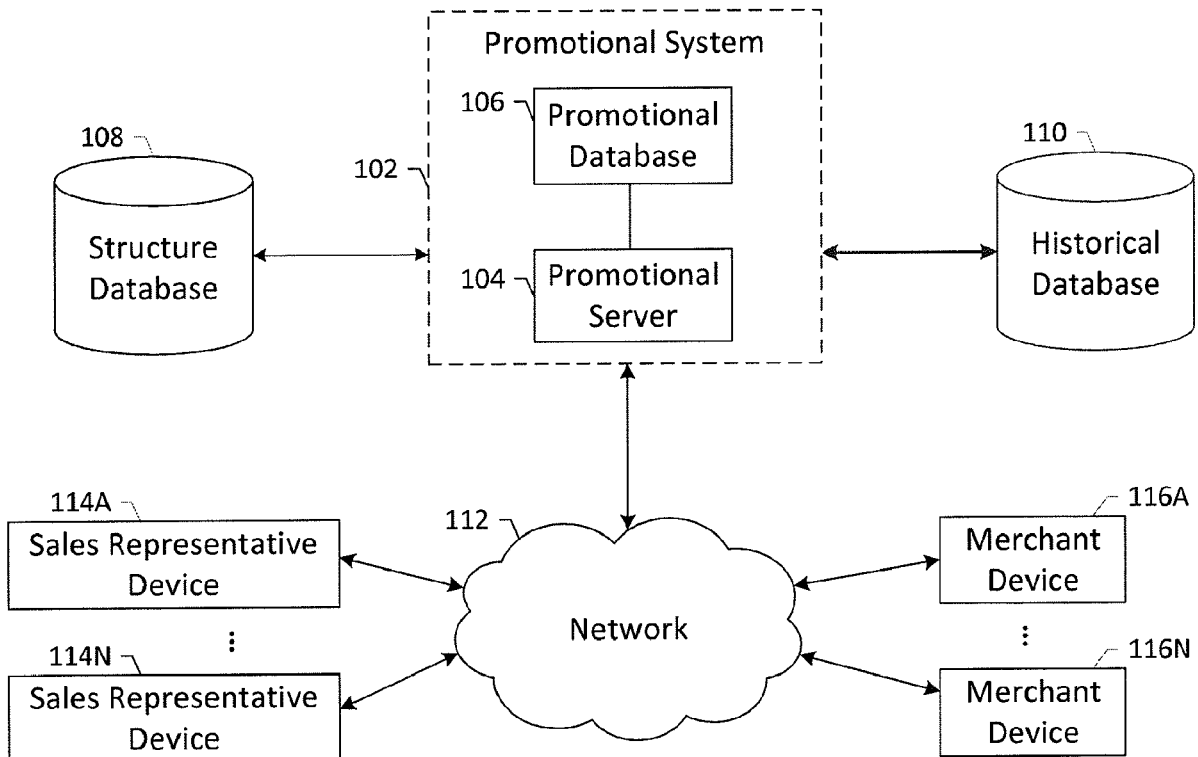 Promotional System
106
Promotional
Database
108
102
110
Structure
Database
Historical
Database
104
Promotional
Server
114A
112
116A
Sales Representative
Device
Merchant
Device
Network
⋮
⋮
114N
116N
Sales Representative
Device
Merchant
Device